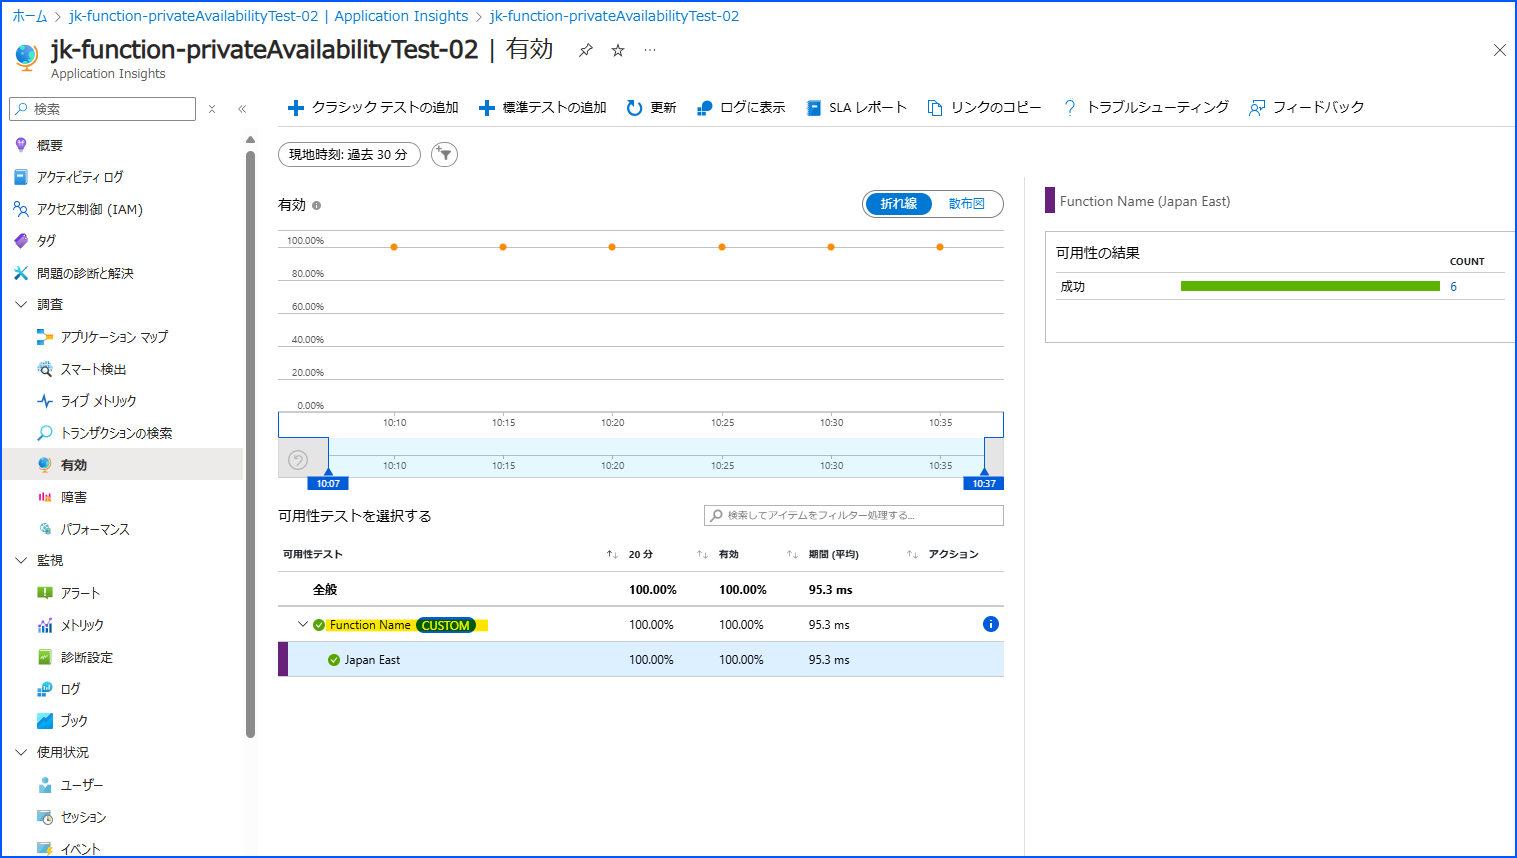 ホーム > jk-function-privateAvailabilityTest-02 | Application Insights > jk-function-privateAvailabilityTest-02
jk-function-privateAvailabilityTest-02 | 有効
Application Insights
検索
クラシック テストの追加 標準テストの追加 更新 ログに表示 SLA レポート リンクのコピー トラブルシューティング フィードバック
概要
アクティビティ ログ
アクセス制御 (IAM)
タグ
問題の診断と解決
調査
アプリケーション マップ
スマート検出
ライブ メトリック
トランザクションの検索
有効
障害
パフォーマンス
監視
アラート
メトリック
診断設定
ログ
ブック
使用状況
ユーザー
セッション
イベント
現地時刻: 過去 30 分
有効
折れ線 散布図
100.00%
80.00%
60.00%
40.00%
20.00%
0.00%
10:10 10:15 10:20 10:25 10:30 10:35
10:10 10:15 10:20 10:25 10:30 10:35
10:07 10:37
可用性テストを選択する
検索してアイテムをフィルター処理する...
可用性テスト 20 分 有効 期間 (平均) アクション
全般 100.00% 100.00% 95.3 ms
Function Name CUSTOM 100.00% 100.00% 95.3 ms
Japan East 100.00% 100.00% 95.3 ms
Function Name (Japan East)
可用性の結果 COUNT
成功 6